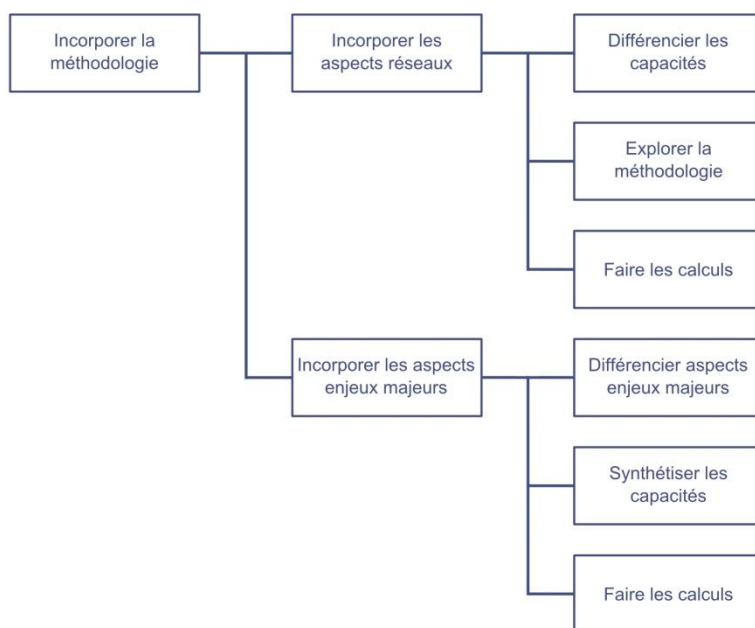 Incorporer la
méthodologie
Incorporer les
aspects réseaux
Différencier les
capacités
Explorer la
méthodologie
Faire les calculs
Incorporer les aspects
enjeux majeurs
Différencier aspects
enjeux majeurs
Synthétiser les
capacités
Faire les calculs